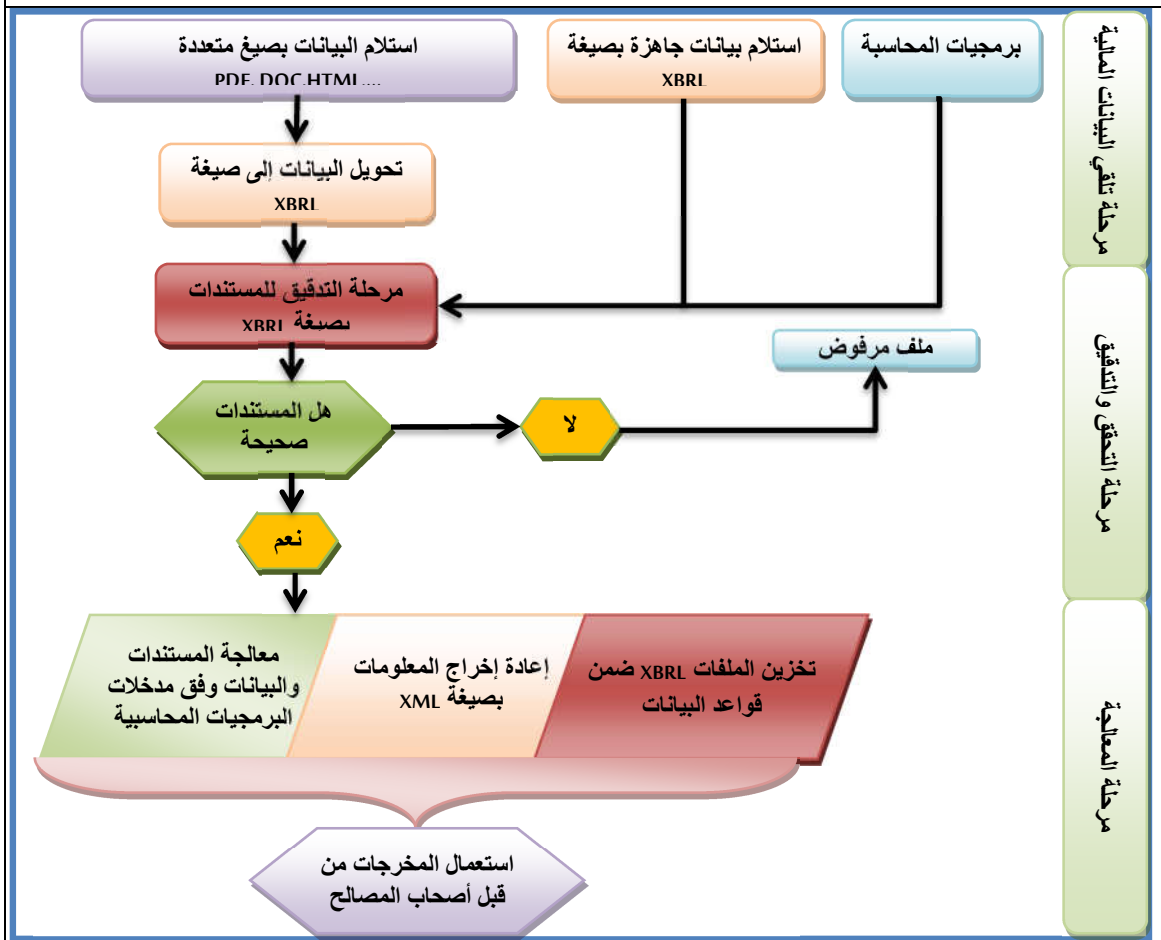 برمجيات المحاسبة
استلام بيانات جاهزة بصيغة
XBRL
استلام البيانات بصيغ متعددة
PDF, DOC,HTML....
مرحلة تلقي البيانات المالية
تحويل البيانات إلى صيغة
XBRL
مرحلة التدقيق للمستندات
بصيغة XBRL
ملف مرفوض
مرحلة التحقق والتدقيق
هل المستندات
صحيحة
لا
نعم
تخزين الملفات XBRL ضمن
قواعد البيانات
إعادة إخراج المعلومات
بصيغة XML
معالجة المستندات
والبيانات وفق مدخلات
البرمجيات المحاسبية
مرحلة المعالجة
استعمال المخرجات من
قبل أصحاب المصالح